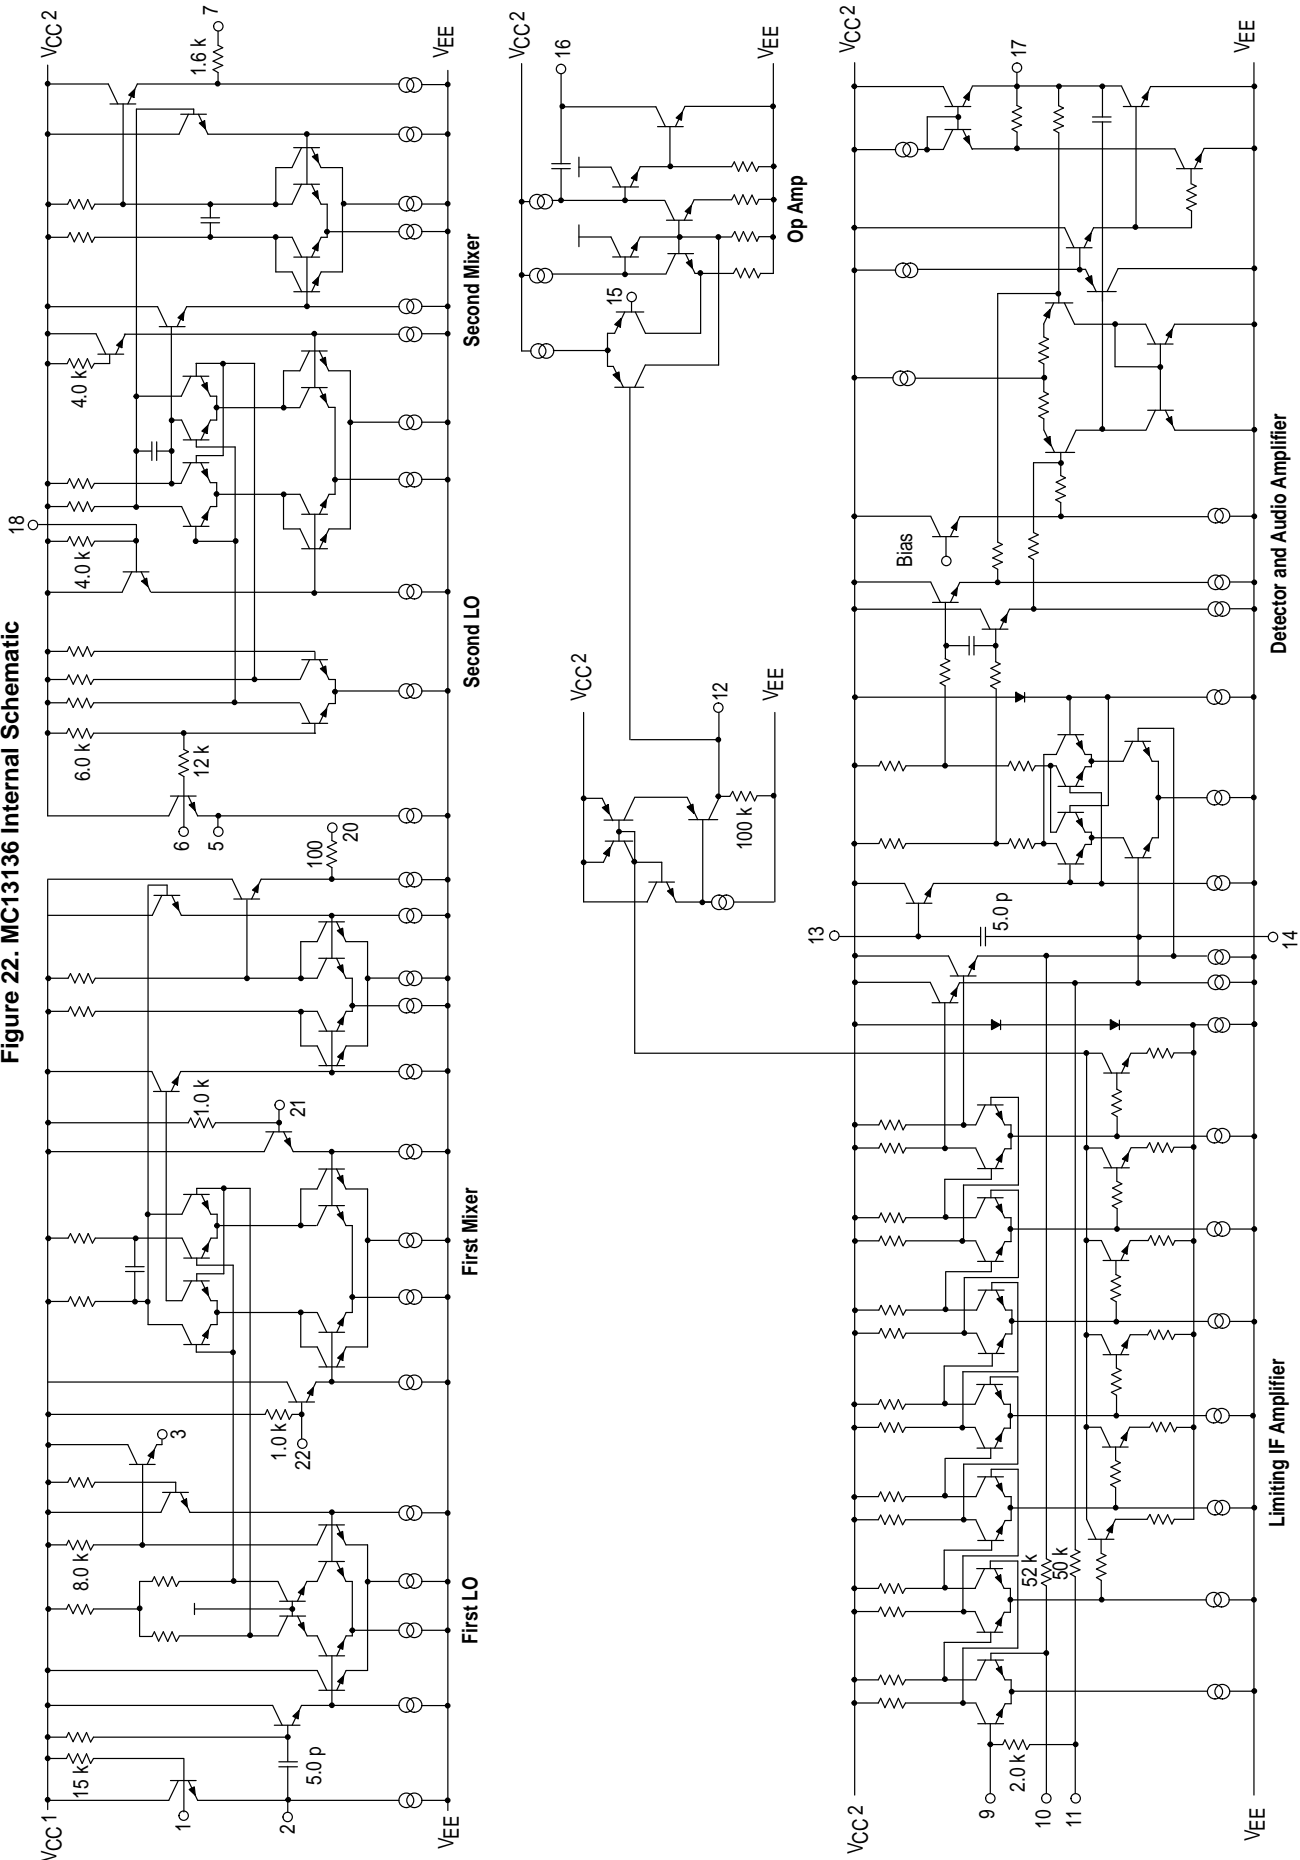 Figure 22. MC13136 Internal Schematic
VCC 1
15 k
1
2
5.0 p
8.0 k
3
First LO
1.0 k
22
First Mixer
21
1.0 k
100
20
VEE
6
5
6.0 k
12 k
Second LO
4.0 k
18
4.0 k
Second Mixer
1.6 k
7
VCC2
VEE
VCC2
100 k
12
VEE
15
VCC2
16
Op Amp
VEE
VCC2
9
2.0 k
10
11
52 k
50 k
Limiting IF Amplifier
VEE
13
5.0 p
14
Bias
Detector and Audio Amplifier
17
VCC2
VEE